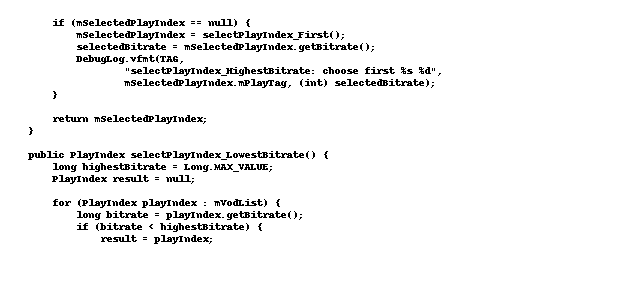 if (mSelectedPlayIndex == null) {
mSelectedPlayIndex = selectPlayIndex_First();
selectedBitrate = mSelectedPlayIndex.getBitrate();
DebugLog.vfmt(TAG,
"selectPlayIndex_HighestBitrate: choose first %s %d",
mSelectedPlayIndex.mPlayTag, (int) selectedBitrate);
}
return mSelectedPlayIndex;
}
public PlayIndex selectPlayIndex_LowestBitrate() {
long highestBitrate = Long.MAX_VALUE;
PlayIndex result = null;
for (PlayIndex playIndex : mVodList) {
long bitrate = playIndex.getBitrate();
if (bitrate < highestBitrate) {
result = playIndex;